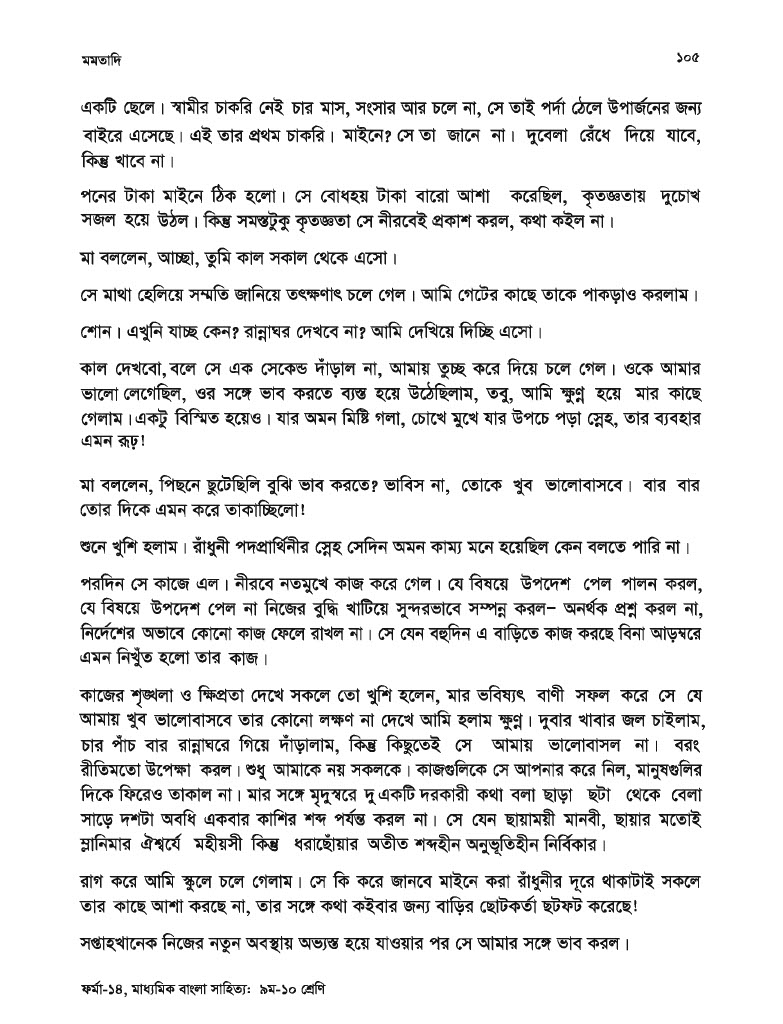 মমতাদি
১০৫
একটি ছেলে। স্বামীর চাকরি নেই চার মাস, সংসার আর চলে না, সে তাই পর্দা ঠেলে উপার্জনের জন্য
বাইরে এসেছে। এই তার প্রথম চাকরি। মাইনে? সে তা জানে না। দুবেলা রেঁধে দিয়ে যাবে,
কিন্তু খাবে না।
পনের টাকা মাইনে ঠিক হলো। সে বোধহয় টাকা বারো আশা করেছিল, কৃতজ্ঞতায় দুচোখ
সজল হয়ে উঠল। কিন্তু সমস্তটুকু কৃতজ্ঞতা সে নীরবেই প্রকাশ করল, কথা কইল না।
মা বললেন, আচ্ছা, তুমি কাল সকাল থেকে এসো।
সে মাথা হেলিয়ে সম্মতি জানিয়ে তৎক্ষণাৎ চলে গেল। আমি গেটের কাছে তাকে পাকড়াও করলাম।
শোন। এখুনি যাচ্ছ কেন? রান্নাঘর দেখবে না? আমি দেখিয়ে দিচ্ছি এসো।
কাল দেখবো, বলে সে এক সেকেন্ড দাঁড়াল না, আমায় তুচ্ছ করে দিয়ে চলে গেল। ওকে আমার
ভালো লেগেছিল, ওর সঙ্গে ভাব করতে ব্যস্ত হয়ে উঠেছিলাম, তবু, আমি ক্ষুণ্ণ হয়ে মার কাছে
গেলাম। একটু বিস্মিত হয়েও। যার অমন মিষ্টি গলা, চোখে মুখে যার উপচে পড়া স্নেহ, তার ব্যবহার
এমন রূঢ়!
মা বললেন, পিছনে ছুটেছিলি বুঝি ভাব করতে? ভাবিস না, তোকে খুব ভালোবাসবে। বার বার
তোর দিকে এমন করে তাকাচ্ছিলো!
শুনে খুশি হলাম। রাঁধুনী পদপ্রার্থিনীর স্নেহ সেদিন অমন কাম্য মনে হয়েছিল কেন বলতে পারি না।
পরদিন সে কাজে এল। নীরবে নতমুখে কাজ করে গেল। যে বিষয়ে উপদেশ পেল পালন করল,
যে বিষয়ে উপদেশ পেল না নিজের বুদ্ধি খাটিয়ে সুন্দরভাবে সম্পন্ন করল– অনর্থক প্রশ্ন করল না,
নির্দেশের অভাবে কোনো কাজ ফেলে রাখল না। সে যেন বহুদিন এ বাড়িতে কাজ করছে বিনা আড়ম্বরে
এমন নিখুঁত হলো তার কাজ।
কাজের শৃঙ্খলা ও ক্ষিপ্রতা দেখে সকলে তো খুশি হলেন, মার ভবিষ্যৎ বাণী সফল করে সে যে
আমায় খুব ভালোবাসবে তার কোনো লক্ষণ না দেখে আমি হলাম ক্ষুণ্ণ। দুবার খাবার জল চাইলাম,
চার পাঁচ বার রান্নাঘরে গিয়ে দাঁড়ালাম, কিন্তু কিছুতেই সে আমায় ভালোবাসল না। বরং
রীতিমতো উপেক্ষা করল। শুধু আমাকে নয় সকলকে। কাজগুলিকে সে আপনার করে নিল, মানুষগুলির
দিকে ফিরেও তাকাল না। মার সঙ্গে মৃদুস্বরে দু একটি দরকারী কথা বলা ছাড়া ছটা থেকে বেলা
সাড়ে দশটা অবধি একবার কাশির শব্দ পর্যন্ত করল না। সে যেন ছায়াময়ী মানবী, ছায়ার মতোই
ম্লানিমার ঐশ্বর্যে মহীয়সী কিন্তু ধরাছোঁয়ার অতীত শব্দহীন অনুভূতিহীন নির্বিকার।
রাগ করে আমি স্কুলে চলে গেলাম। সে কি করে জানবে মাইনে করা রাঁধুনীর দূরে থাকাটাই সকলে
তার কাছে আশা করছে না, তার সঙ্গে কথা কইবার জন্য বাড়ির ছোটকর্তা ছটফট করেছে!
সপ্তাহখানেক নিজের নতুন অবস্থায় অভ্যস্ত হয়ে যাওয়ার পর সে আমার সঙ্গে ভাব করল।
ফর্মা-১৪, মাধ্যমিক বাংলা সাহিত্য: ৯ম-১০ শ্রেণি